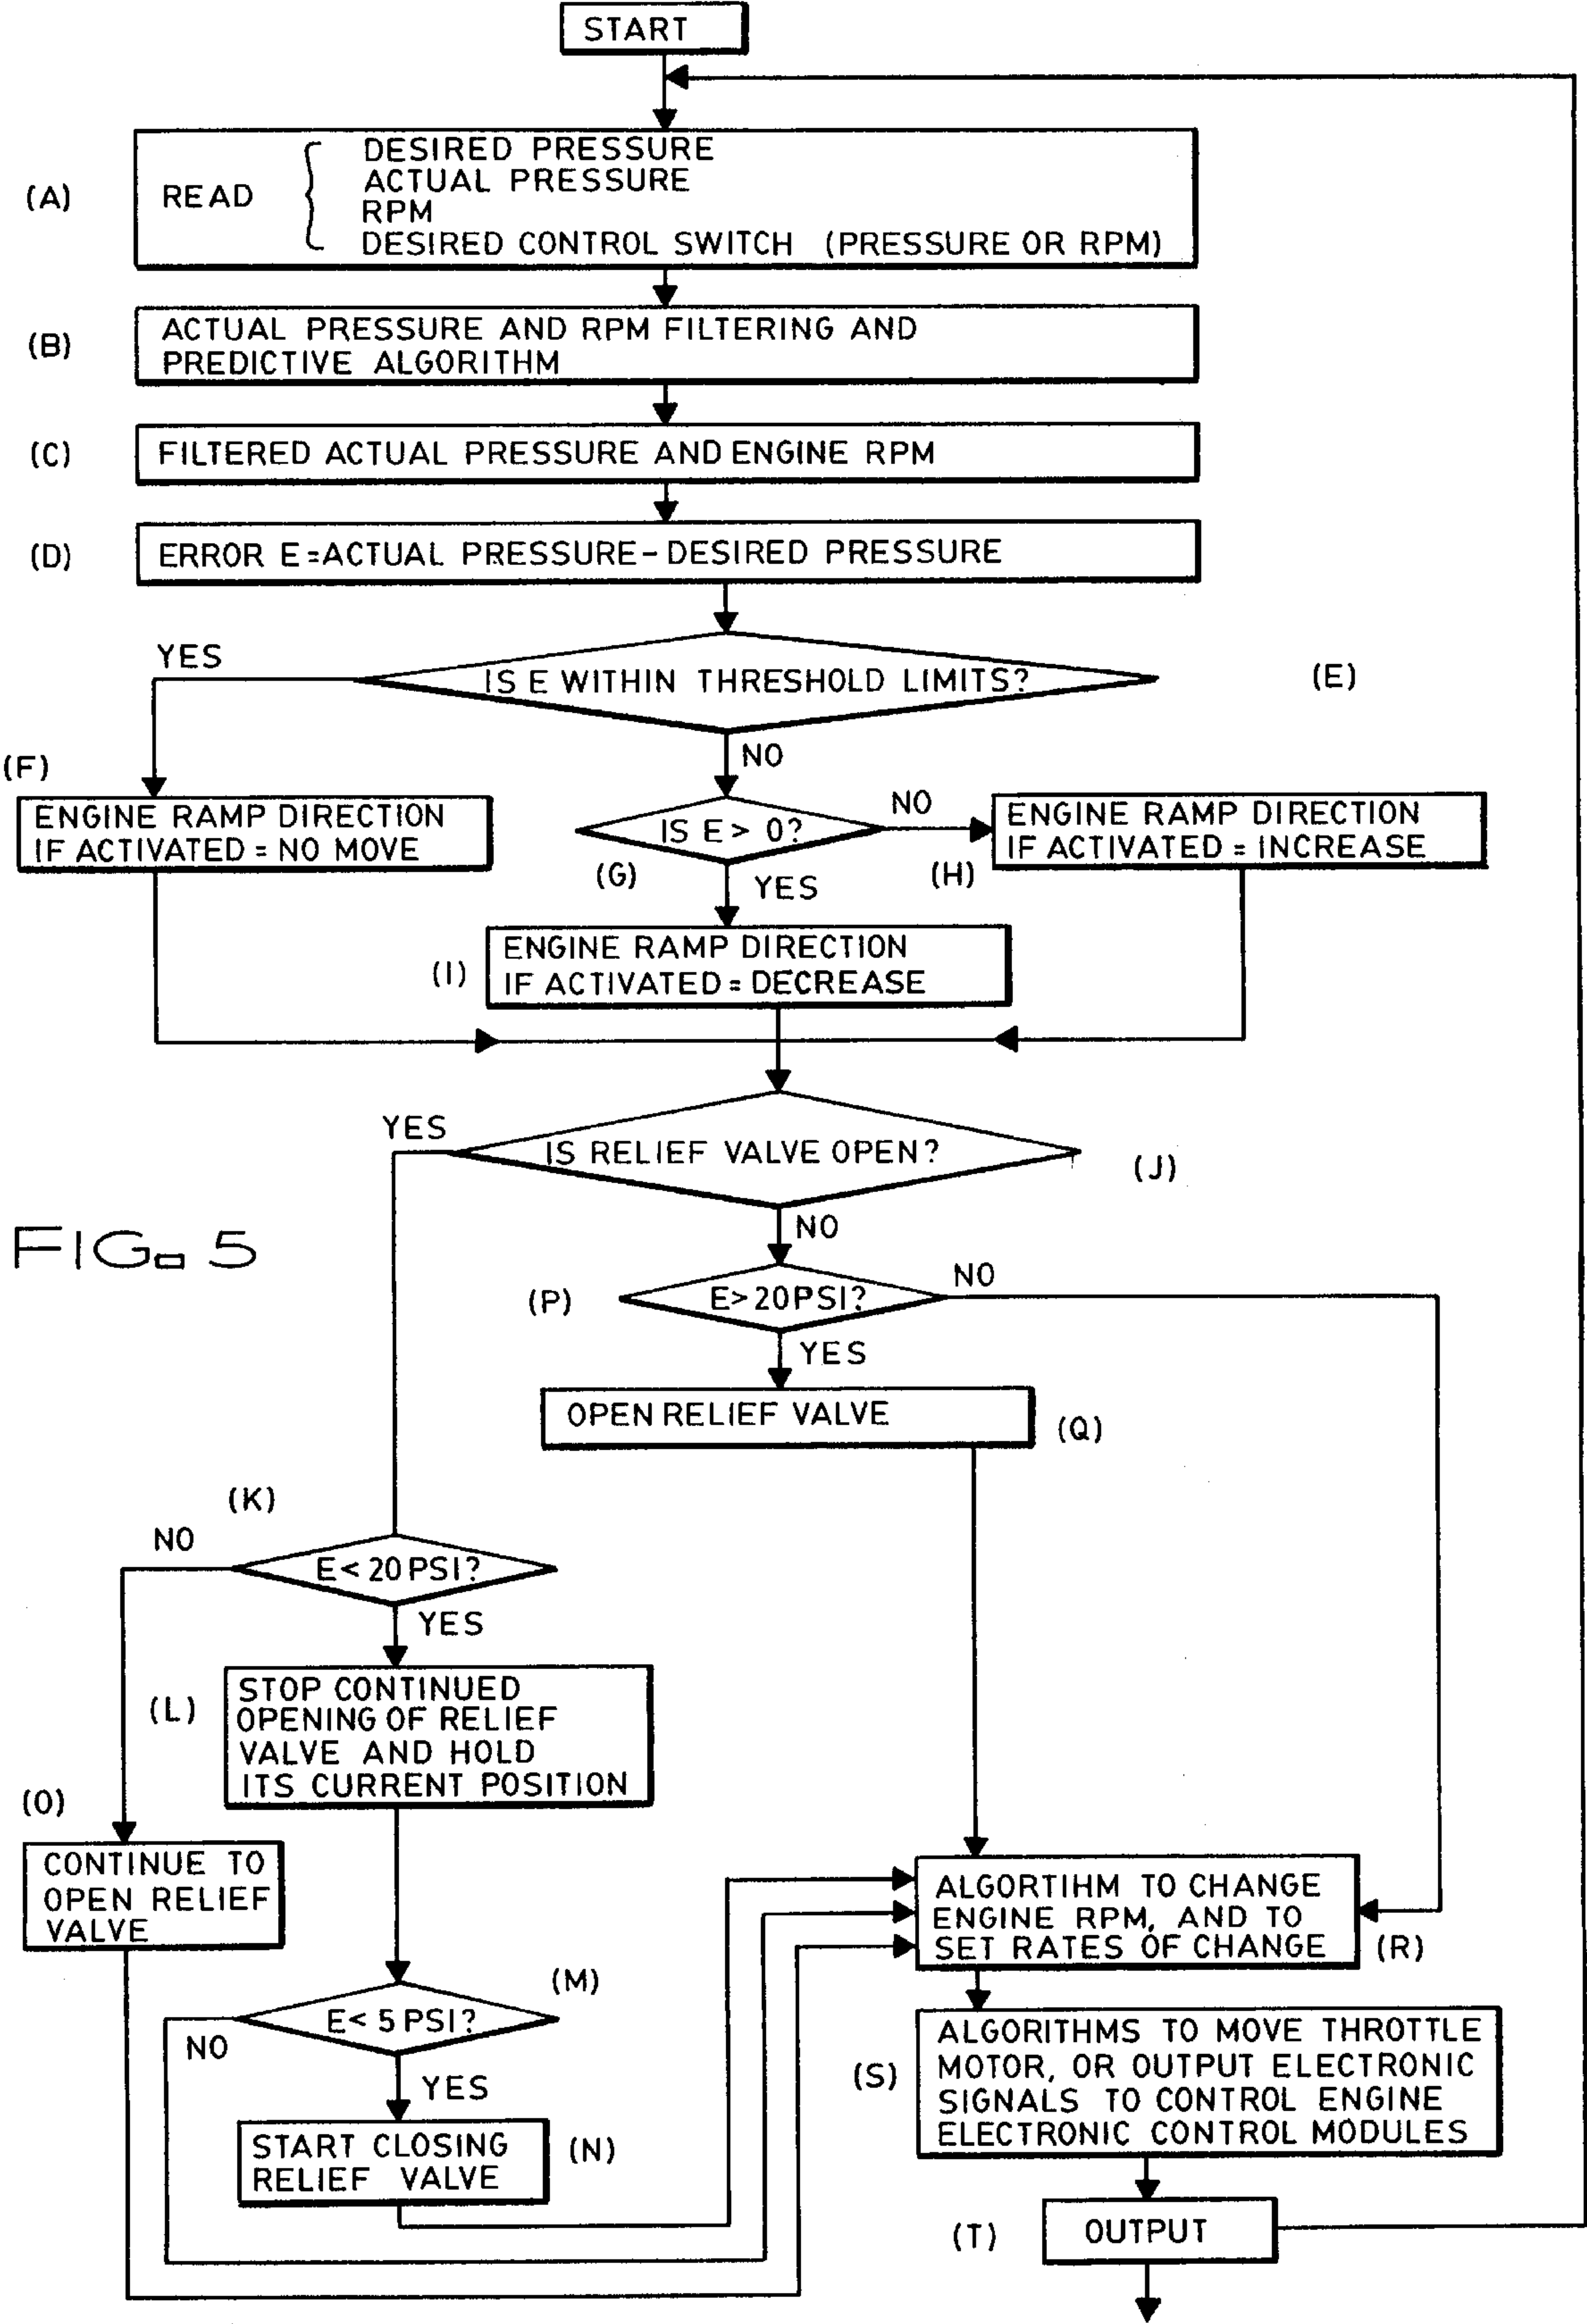 START
(A)
READ
DESIRED PRESSURE
ACTUAL PRESSURE
RPM
DESIRED CONTROL SWITCH (PRESSURE OR RPM)
(B)
ACTUAL PRESSURE AND RPM FILTERING AND
PREDICTIVE ALGORITHM
(C)
FILTERED ACTUAL PRESSURE AND ENGINE RPM
(D)
ERROR E=ACTUAL PRESSURE-DESIRED PRESSURE
YES
IS E WITHIN THRESHOLD LIMITS?
(E)
NO
(F)
ENGINE RAMP DIRECTION
IF ACTIVATED = NO MOVE
IS E > 0?
NO
(G)
YES
(H)
ENGINE RAMP DIRECTION
IF ACTIVATED = INCREASE
(I)
ENGINE RAMP DIRECTION
IF ACTIVATED = DECREASE
YES
IS RELIEF VALVE OPEN?
(J)
NO
FIG. 5
(P)
E>20PSI?
NO
YES
OPEN RELIEF VALVE
(Q)
(K)
NO
E<20PSI?
YES
(L)
STOP CONTINUED
OPENING OF RELIEF
VALVE AND HOLD
ITS CURRENT POSITION
(O)
CONTINUE TO
OPEN RELIEF
VALVE
ALGORTIHM TO CHANGE
ENGINE RPM, AND TO
SET RATES OF CHANGE
(R)
(M)
E< 5PSI?
NO
YES
START CLOSING
RELIEF VALVE
(N)
(S)
ALGORITHMS TO MOVE THROTTLE
MOTOR, OR OUTPUT ELECTRONIC
SIGNALS TO CONTROL ENGINE
ELECTRONIC CONTROL MODULES
(T)
OUTPUT